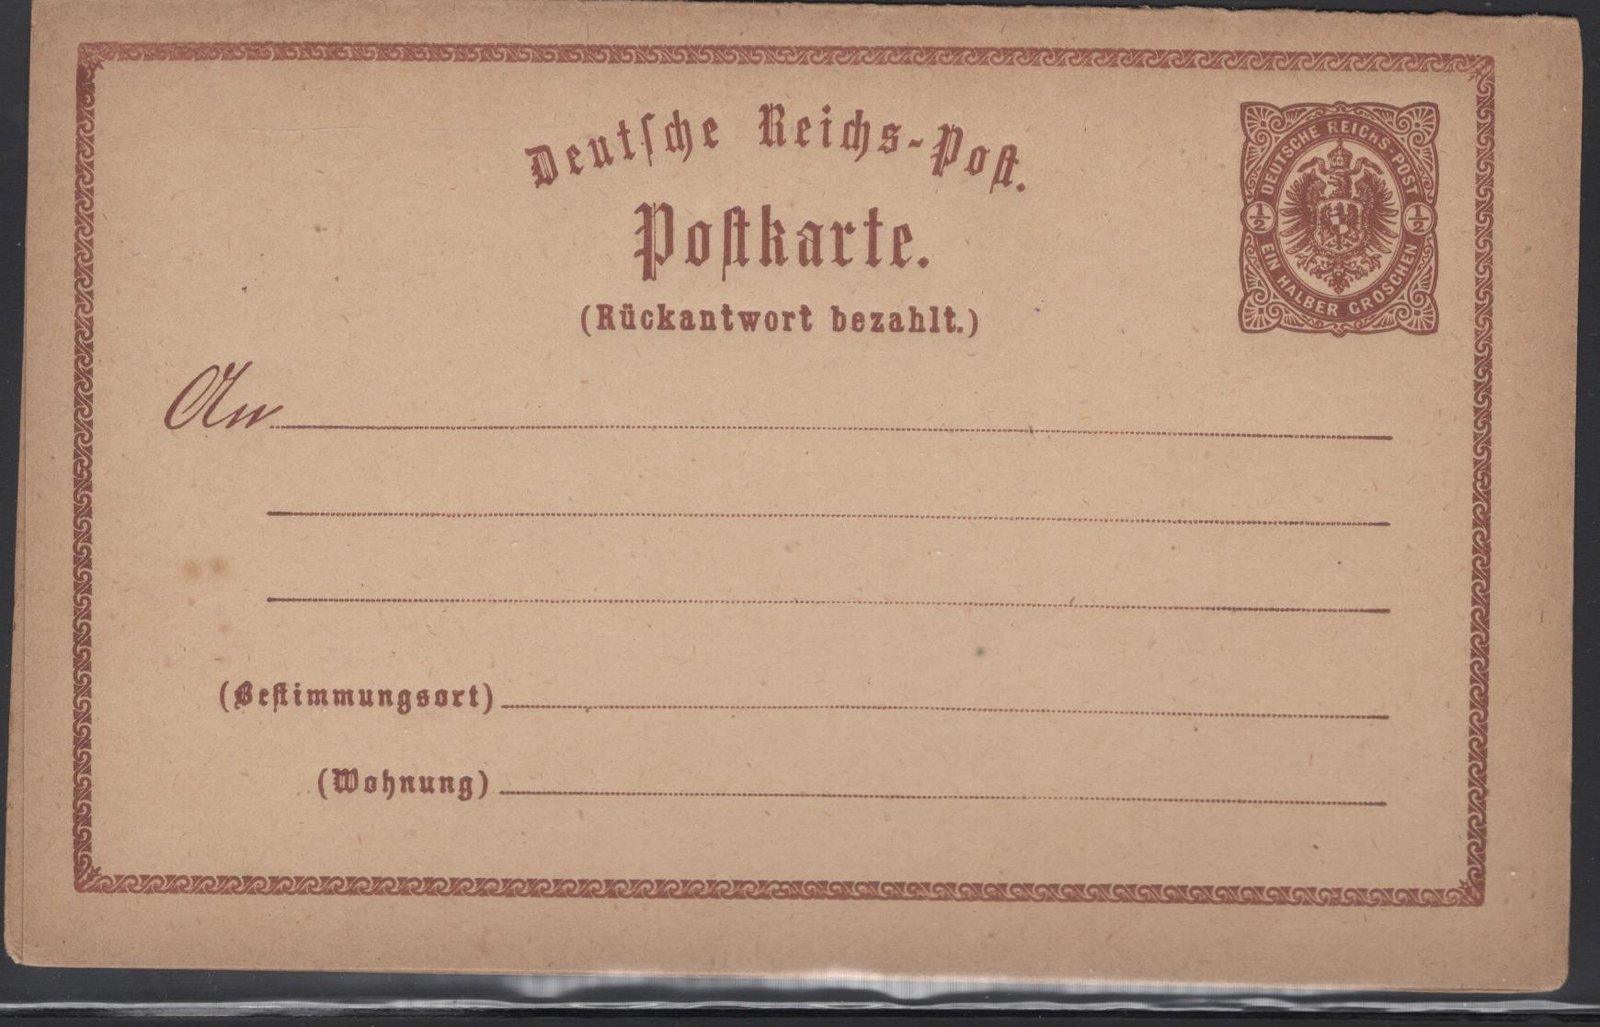 Deutſche Reichs-Poſt.
Poſtkarte.
(Rückantwort bezahlt.)
DEUTSCHE REICHS-POST
½ ½
EIN HALBER GROSCHEN
An
(Beſtimmungsort)
(Wohnung)